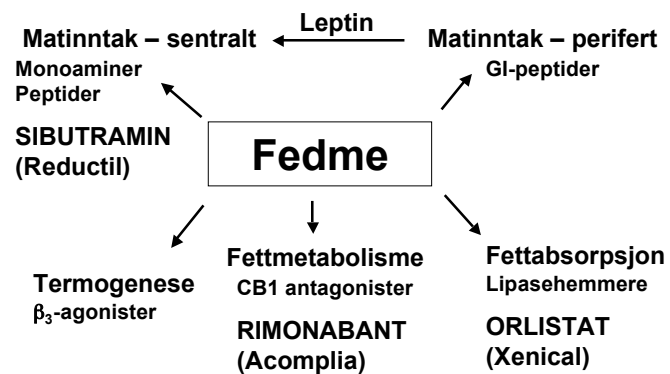 Leptin
Matinntak – sentralt
Monoaminer
Peptider
SIBUTRAMIN
(Reductil)
Matinntak – perifert
GI-peptider
Fedme
Termogenese
β₃-agonister
Fettmetabolisme
CB1 antagonister
RIMONABANT
(Acomplia)
Fettabsorpsjon
Lipasehemmere
ORLISTAT
(Xenical)